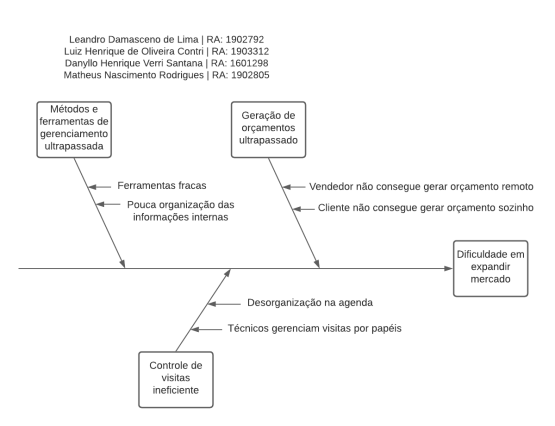 Leandro Damasceno de Lima | RA: 1902792
Luiz Henrique de Oliveira Contri | RA: 1903312
Danyllo Henrique Verri Santana | RA: 1601298
Matheus Nascimento Rodrigues | RA: 1902805
Métodos e
ferramentas de
gerenciamento
ultrapassada
Geração de
orçamentos
ultrapassado
Ferramentas fracas
Pouca organização das
informações internas
Vendedor não consegue gerar orçamento remoto
Cliente não consegue gerar orçamento sozinho
Dificuldade em
expandir
mercado
Desorganização na agenda
Técnicos gerenciam visitas por papéis
Controle de
visitas
ineficiente